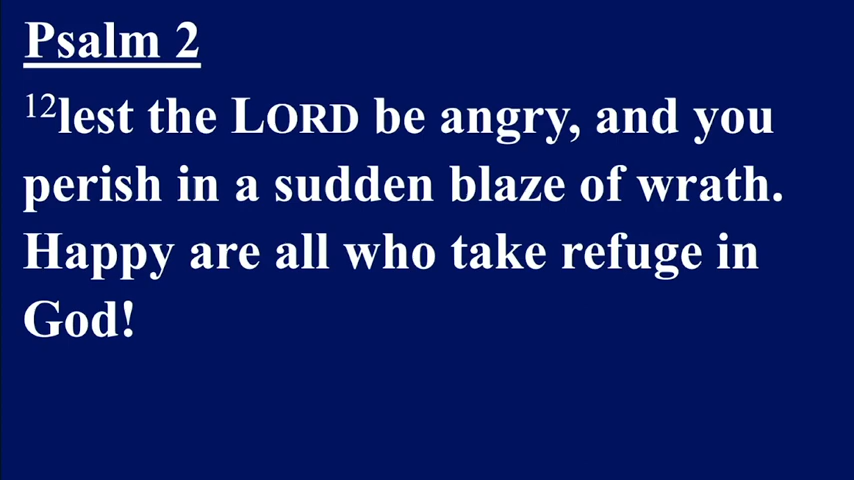 Psalm 2
12lest the LORD be angry, and you
perish in a sudden blaze of wrath.
Happy are all who take refuge in
God!